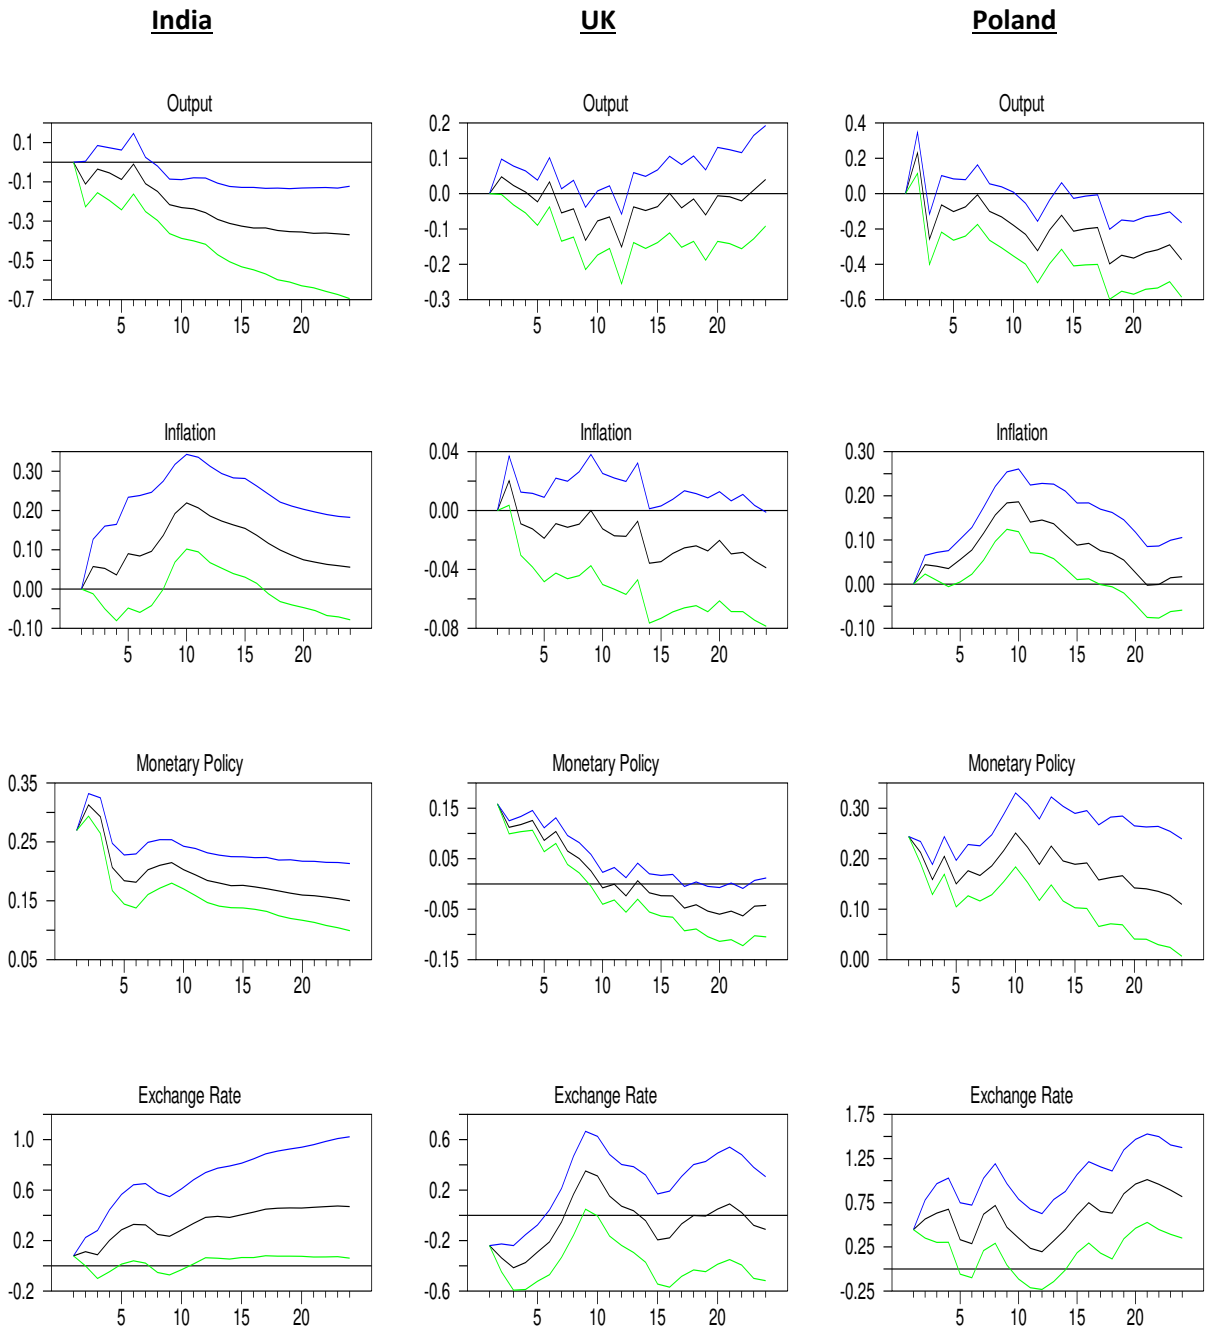 India UK Poland
Output Output Output
0.1 0.2 0.4
-0.1 0.1 0.2
-0.3 0.0 0.0
-0.5 -0.1 -0.2
-0.7 -0.2 -0.4
-0.3 -0.6
5 10 15 20 5 10 15 20 5 10 15 20
Inflation Inflation Inflation
0.30 0.04 0.30
0.20 0.00 0.20
0.10 -0.04 0.10
0.00 -0.08 0.00
-0.10 -0.10
5 10 15 20 5 10 15 20 5 10 15 20
Monetary Policy Monetary Policy Monetary Policy
0.35 0.15 0.30
0.25 0.05 0.20
0.15 -0.05 0.10
0.05 -0.15 0.00
5 10 15 20 5 10 15 20 5 10 15 20
Exchange Rate Exchange Rate Exchange Rate
1.0 0.6 1.75
0.6 0.2 1.25
0.2 -0.2 0.75
-0.2 -0.6 0.25
-0.25
5 10 15 20 5 10 15 20 5 10 15 20